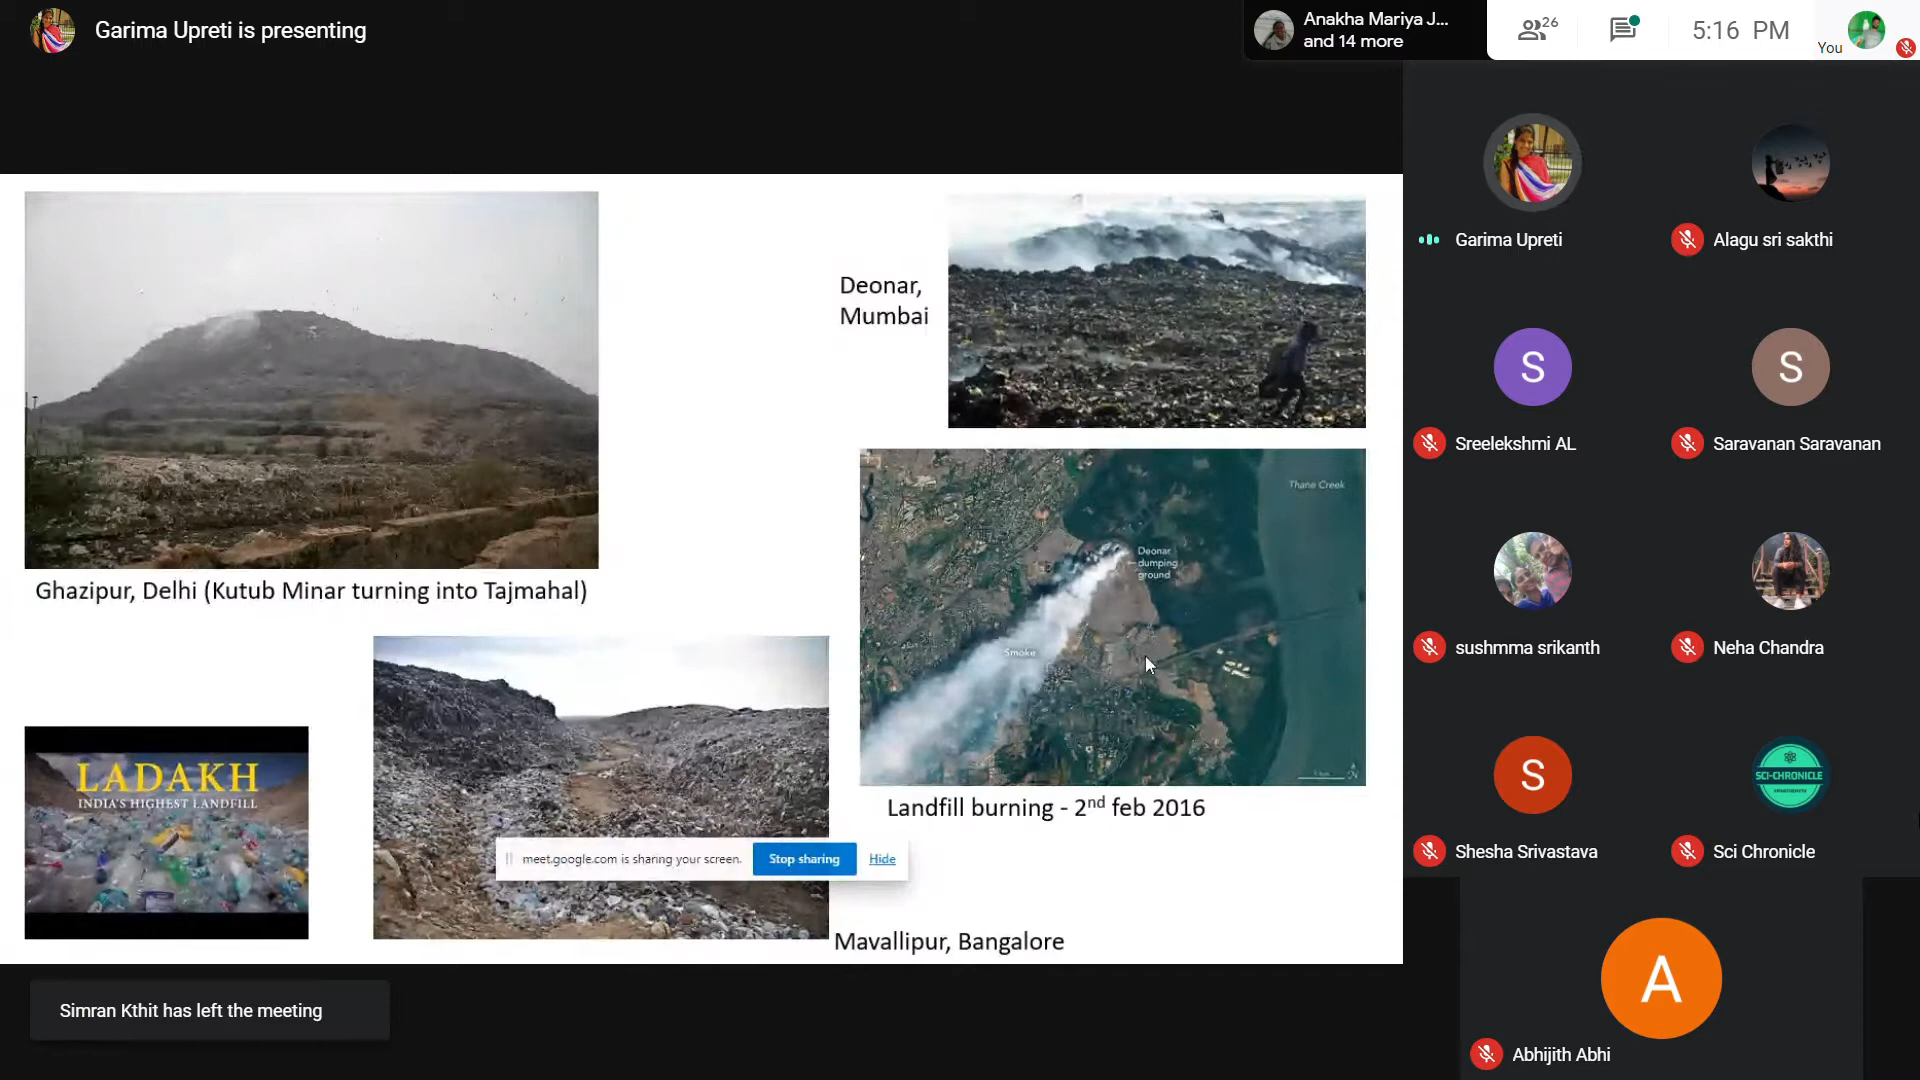 Garima Upreti is presenting
Anakha Mariya J...
and 14 more
26
5:16 PM
You
Deonar,
Mumbai
Ghazipur, Delhi (Kutub Minar turning into Tajmahal)
Thane Creek
Deonar
dumping
ground
Smoke
Landfill burning - 2nd feb 2016
LADAKH
INDIA'S HIGHEST LANDFILL
meet.google.com is sharing your screen.
Stop sharing
Hide
Mavallipur, Bangalore
Simran Kthit has left the meeting
Garima Upreti
Alagu sri sakthi
S
S
Sreelekshmi AL
Saravanan Saravanan
sushmma srikanth
Neha Chandra
S
SCI-CHRONICLE
Shesha Srivastava
Sci Chronicle
A
Abhijith Abhi